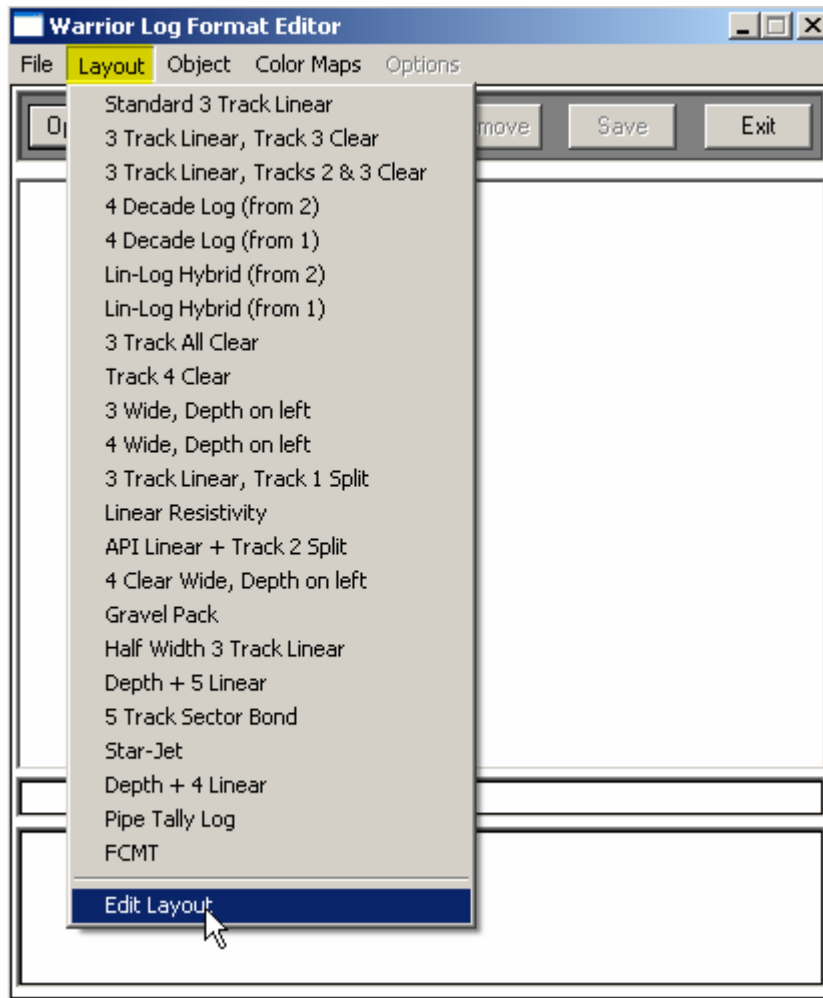 Warrior Log Format Editor
File Layout Object Color Maps Options
Save Exit
Standard 3 Track Linear
3 Track Linear, Track 3 Clear
3 Track Linear, Tracks 2 & 3 Clear
4 Decade Log (from 2)
4 Decade Log (from 1)
Lin-Log Hybrid (from 2)
Lin-Log Hybrid (from 1)
3 Track All Clear
Track 4 Clear
3 Wide, Depth on left
4 Wide, Depth on left
3 Track Linear, Track 1 Split
Linear Resistivity
API Linear + Track 2 Split
4 Clear Wide, Depth on left
Gravel Pack
Half Width 3 Track Linear
Depth + 5 Linear
5 Track Sector Bond
Star-Jet
Depth + 4 Linear
Pipe Tally Log
FCMT
Edit Layout